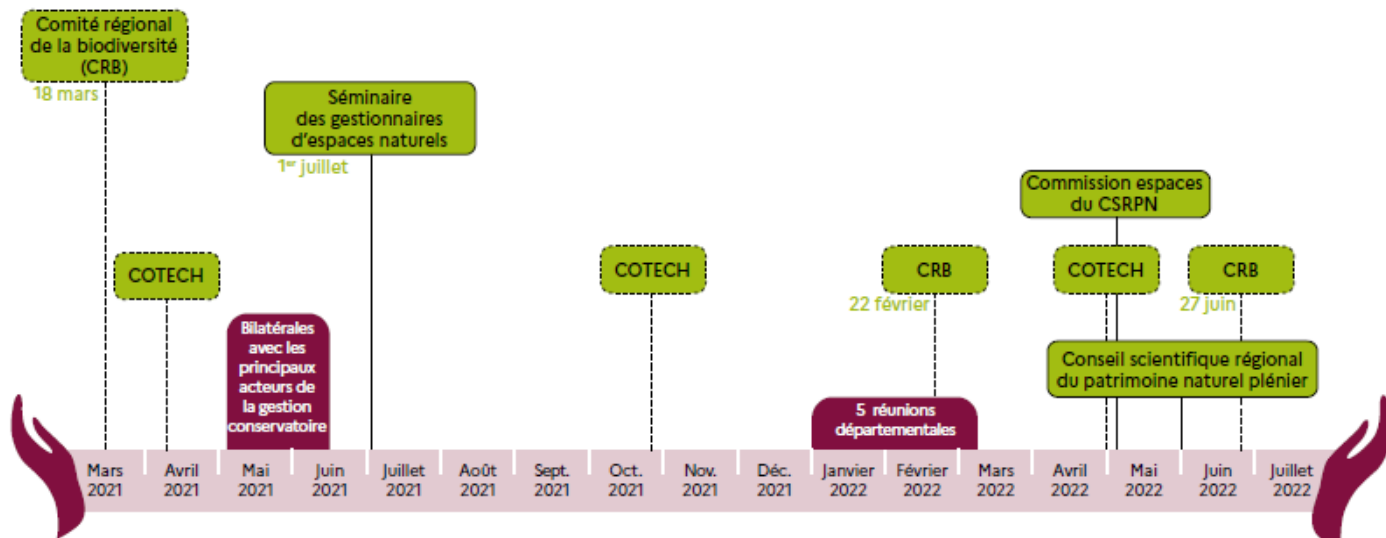 Comité régional
de la biodiversité
(CRB)
18 mars
Séminaire
des gestionnaires
d'espaces naturels
1er juillet
Commission espaces
du CSRPN
COTECH
COTECH
CRB
22 février
COTECH
CRB
27 juin
Bilatérales
avec les
principaux
acteurs de
la gestion
conservatoire
5 réunions
départementales
Conseil scientifique régional
du patrimoine naturel plénier
Mars
2021
Avril
2021
Mai
2021
Juin
2021
Juillet
2021
Août
2021
Sept.
2021
Oct.
2021
Nov.
2021
Déc.
2021
Janvier
2022
Février
2022
Mars
2022
Avril
2022
Mai
2022
Juin
2022
Juillet
2022